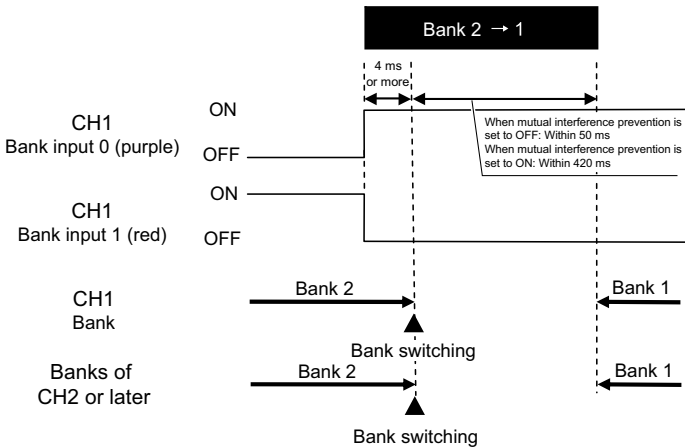 Bank 2 → 1
4 ms
or more
When mutual interference prevention is
set to OFF: Within 50 ms
When mutual interference prevention is
set to ON: Within 420 ms
CH1
Bank input 0 (purple)
ON
OFF
CH1
Bank input 1 (red)
ON
OFF
CH1
Bank
Bank 2
Bank 1
Bank switching
Banks of
CH2 or later
Bank 2
Bank 1
Bank switching